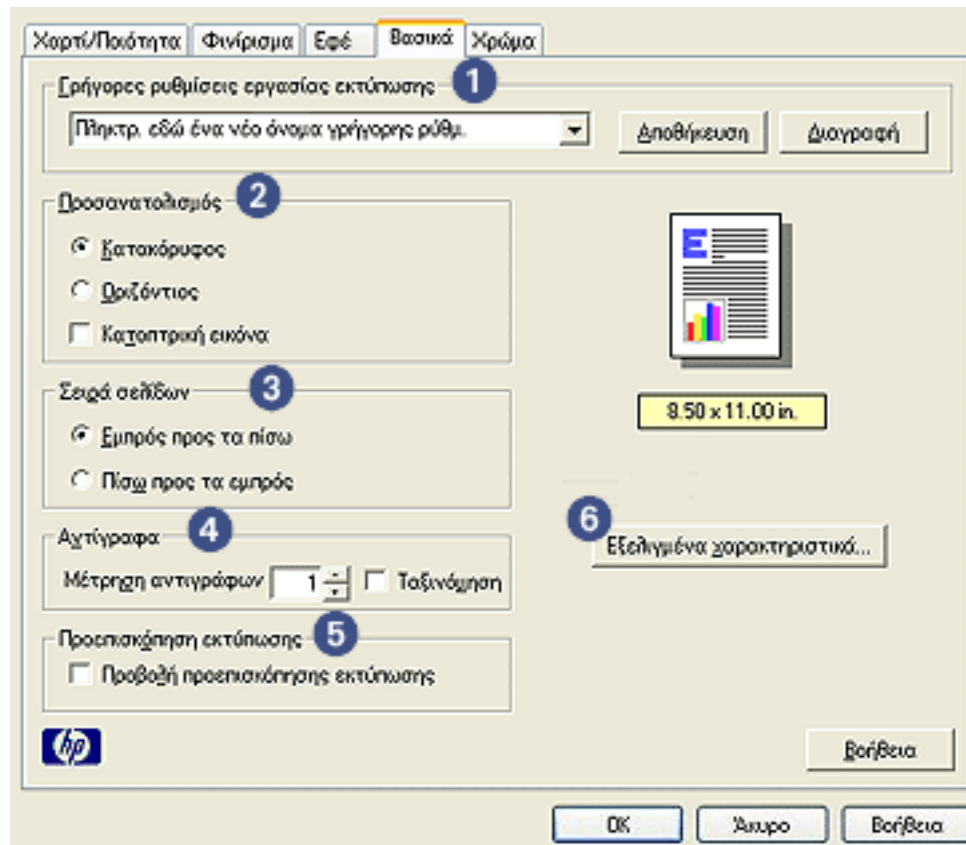 Χαρτί/Ποιότητα Φινίρισμα Εφέ Βασικά Χρώμα
Γρήγορες ρυθμίσεις εργασίας εκτύπωσης 1
Πληκτρ. εδώ ένα νέο όνομα γρήγορης ρύθμ. Αποθήκευση Διαγραφή
Προσανατολισμός 2
Κατακόρυφος
Οριζόντιος
Κατοπτρική εικόνα
E
Σειρά σελίδων 3
8.50 x 11.00 in.
Εμπρός προς τα πίσω
Πίσω προς τα εμπρός
Αντίγραφα 4
6
Εξελιγμένα χαρακτηριστικά...
Μέτρηση αντιγράφων 1 Ταξινόμηση
Προεπισκόπηση εκτύπωσης 5
Προβολή προεπισκόπησης εκτύπωσης
hp
Βοήθεια
OK Άκυρο Βοήθεια